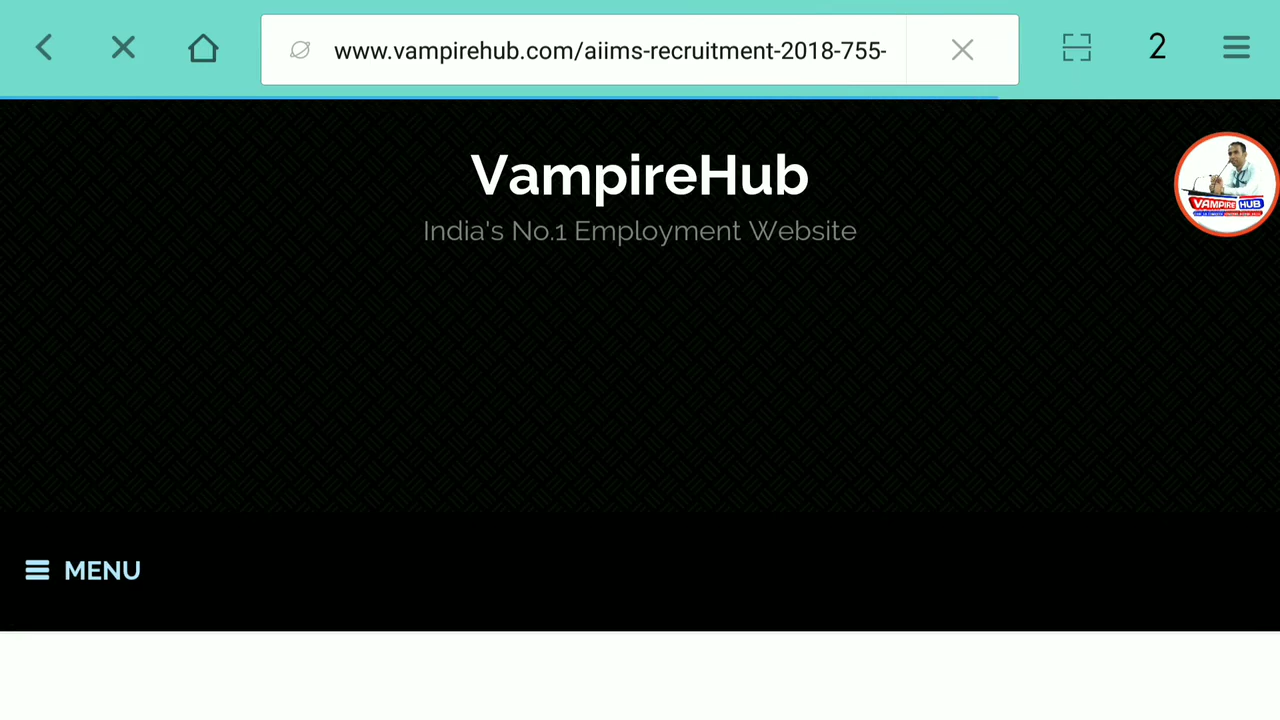 www.vampirehub.com/aiims-recruitment-2018-755-
2
VampireHub
India's No.1 Employment Website
VAMPIRE HUB
MENU